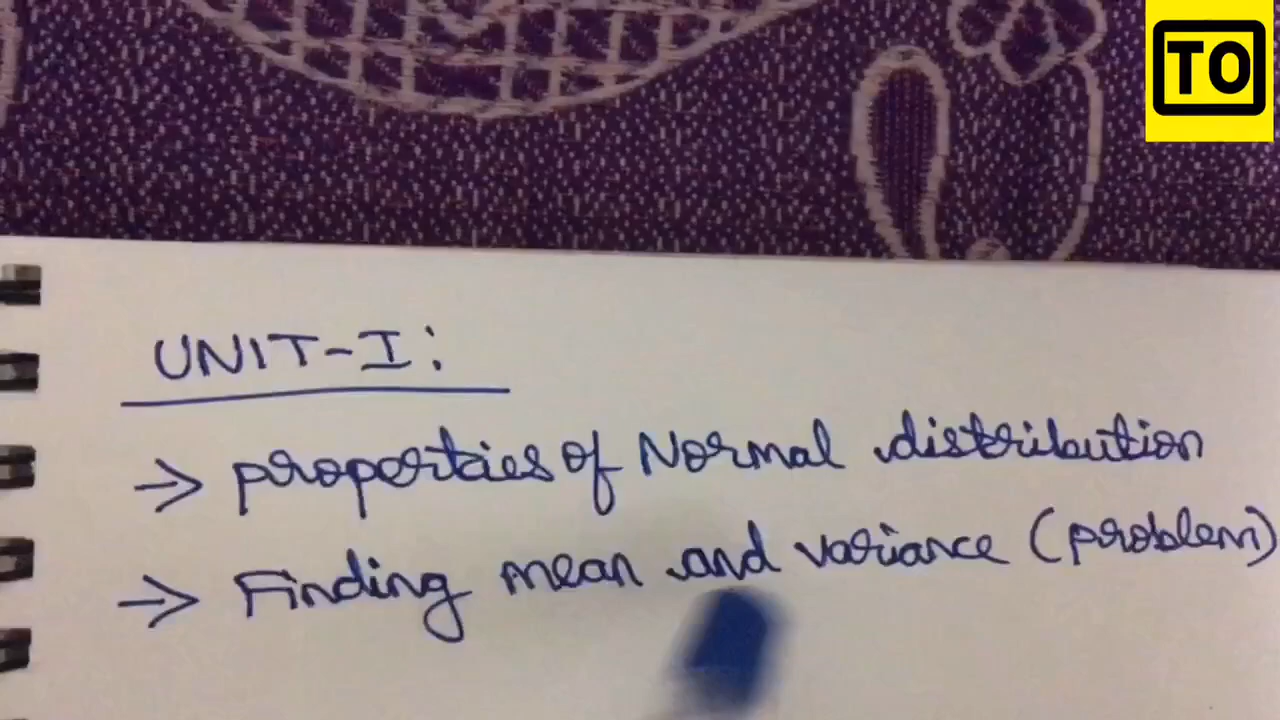 TO
UNIT-I:
→ properties of Normal distribution
→ Finding mean and variance (problem)